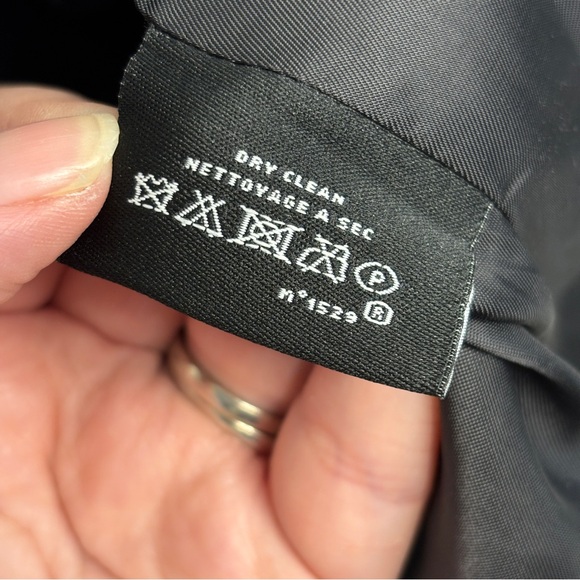 DRY CLEAN
NETTOYAGE A SEC
P
n°1529 R